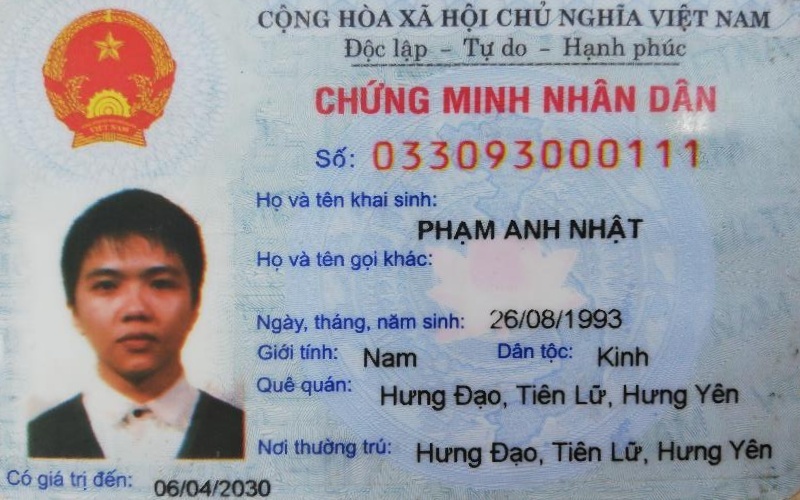 CỘNG HÒA XÃ HỘI CHỦ NGHĨA VIỆT NAM
Độc lập - Tự do - Hạnh phúc
CHỨNG MINH NHÂN DÂN
Số: 033093000111
Họ và tên khai sinh:
PHẠM ANH NHẬT
Họ và tên gọi khác:
Ngày, tháng, năm sinh: 26/08/1993
Giới tính: Nam Dân tộc: Kinh
Quê quán: Hưng Đạo, Tiên Lữ, Hưng Yên
Nơi thường trú: Hưng Đạo, Tiên Lữ, Hưng Yên
Có giá trị đến: 06/04/2030
VIỆT NAM